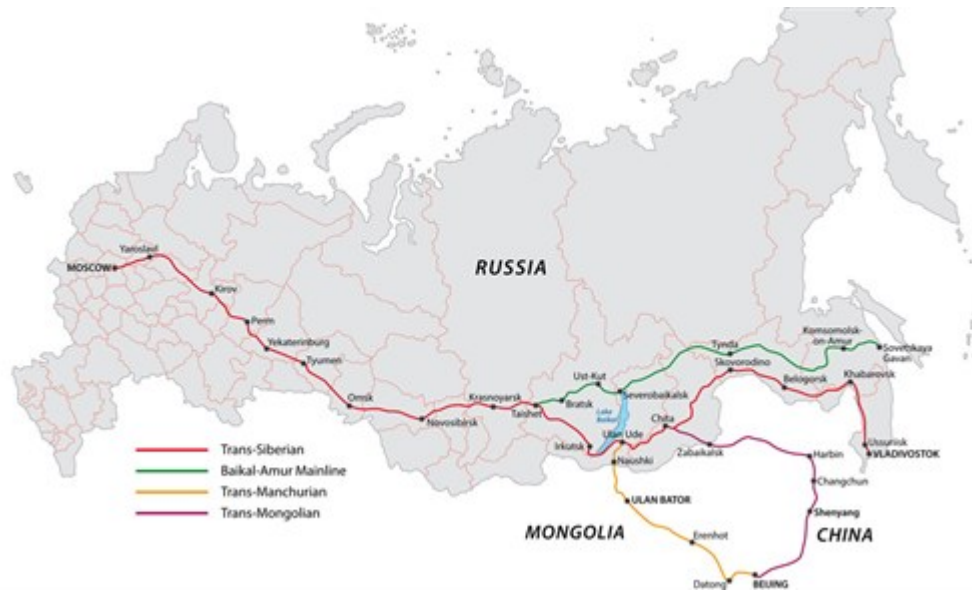 Yaroslavl
MOSCOW
Kirov
Perm
Yekaterinburg
Tyumen
Omsk
Novosibirsk
Krasnoyarsk
Taishet
Bratsk
Ust-Kut
Severobaikalsk
Lake
Baikal
Irkutsk
Ulan Ude
Naushki
Chita
Zabaikalsk
Tynda
Skovorodino
Belogorsk
Komsomolsk-
on-Amur
Sovetskaya
Gavan
Khabarovsk
Ussuriisk
VLADIVOSTOK
Harbin
Changchun
Shenyang
BEIJING
Datong
Erenhot
ULAN BATOR
RUSSIA
MONGOLIA
CHINA
Trans-Siberian
Baikal-Amur Mainline
Trans-Manchurian
Trans-Mongolian